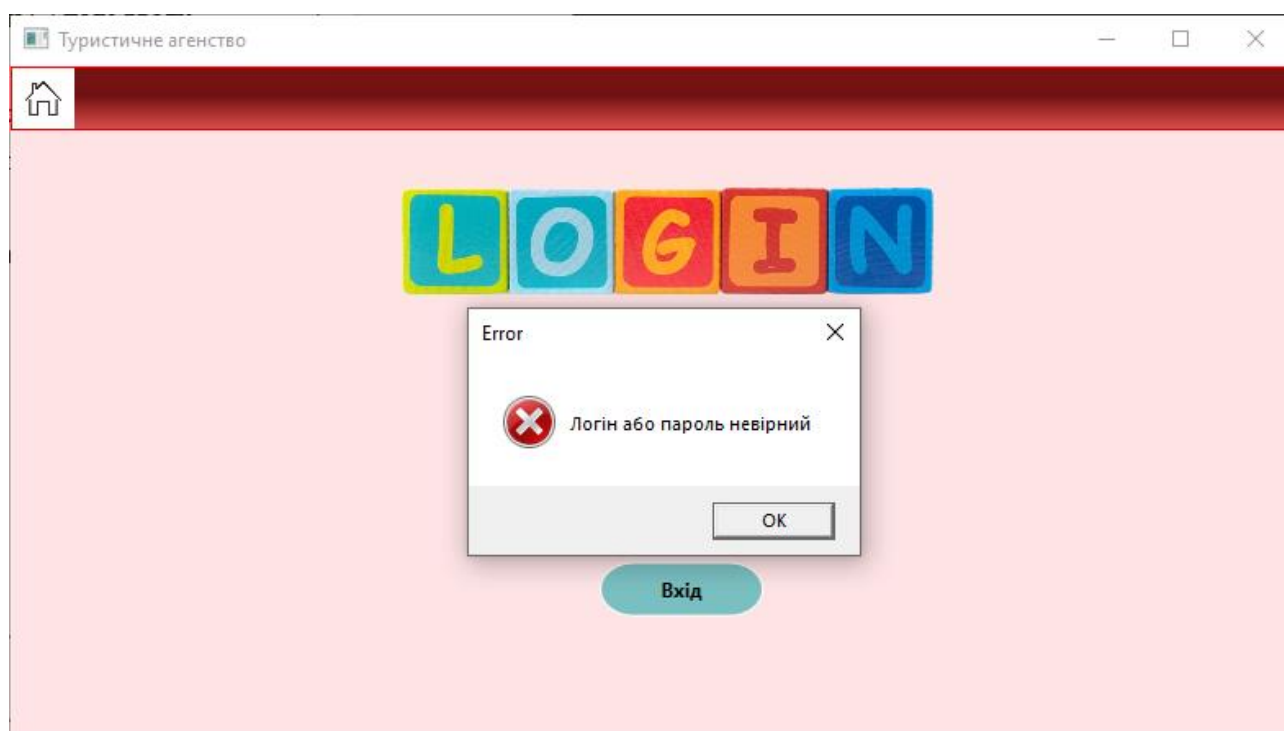 Туристичне агенство
LOGIN
Error
Логін або пароль невірний
OK
Вхід